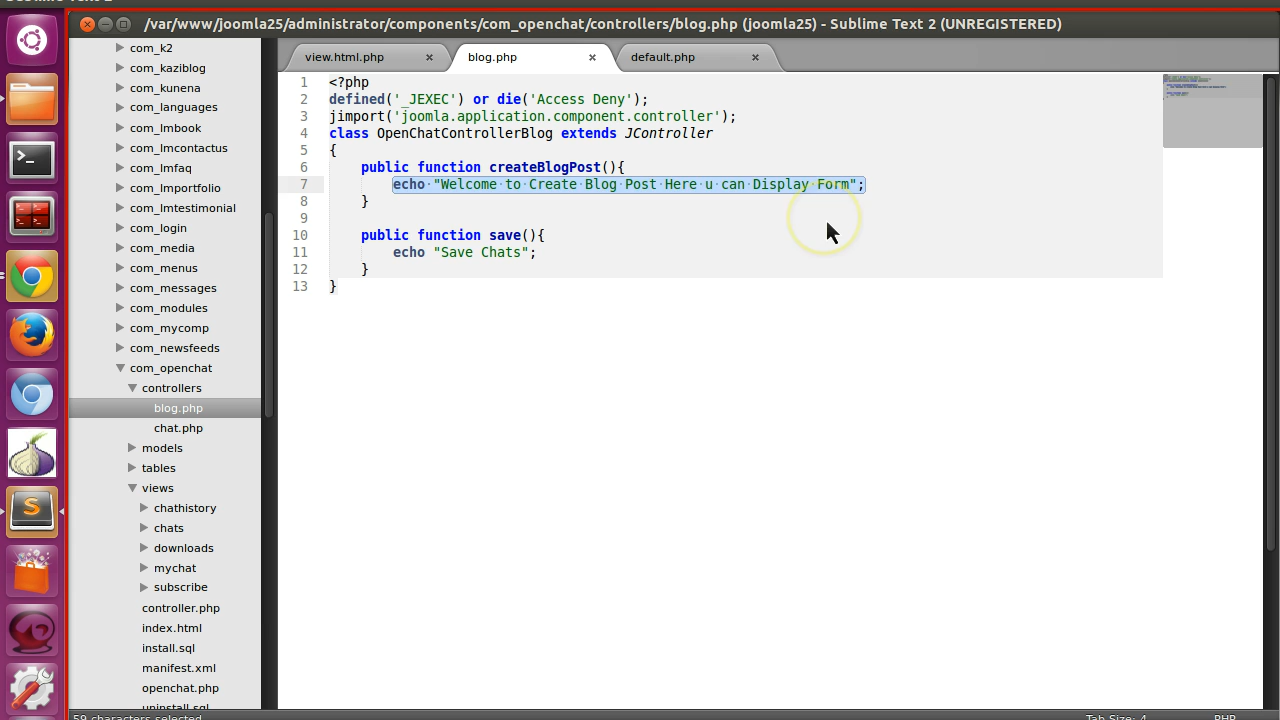 /var/www/joomla25/administrator/components/com_openchat/controllers/blog.php (joomla25) - Sublime Text 2 (UNREGISTERED)
view.html.php
blog.php
default.php
com_k2
com_kaziblog
com_kunena
com_languages
com_lmbook
com_lmcontactus
com_lmfaq
com_lmportfolio
com_lmtestimonial
com_login
com_media
com_menus
com_messages
com_modules
com_mycomp
com_newsfeeds
com_openchat
controllers
blog.php
chat.php
models
tables
views
chathistory
chats
downloads
mychat
subscribe
controller.php
index.html
install.sql
manifest.xml
openchat.php
uninstall.sql
1 <?php
2 defined('_JEXEC') or die('Access Deny');
3 jimport('joomla.application.component.controller');
4 class OpenChatControllerBlog extends JController
5 {
6 public function createBlogPost(){
7 echo "Welcome to Create Blog Post Here u can Display Form";
8 }
9
10 public function save(){
11 echo "Save Chats";
12 }
13 }
59 characters selected
Tab Size: 4
PHP